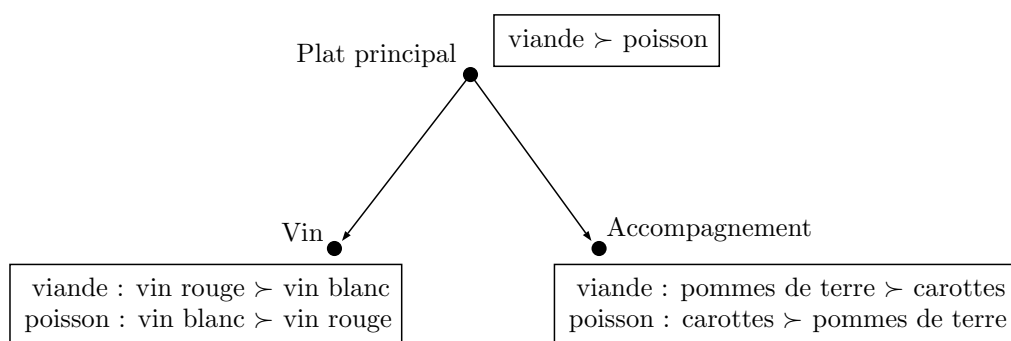 viande ≻ poisson
Plat principal
Vin
Accompagnement
viande : vin rouge ≻ vin blanc
poisson : vin blanc ≻ vin rouge
viande : pommes de terre ≻ carottes
poisson : carottes ≻ pommes de terre